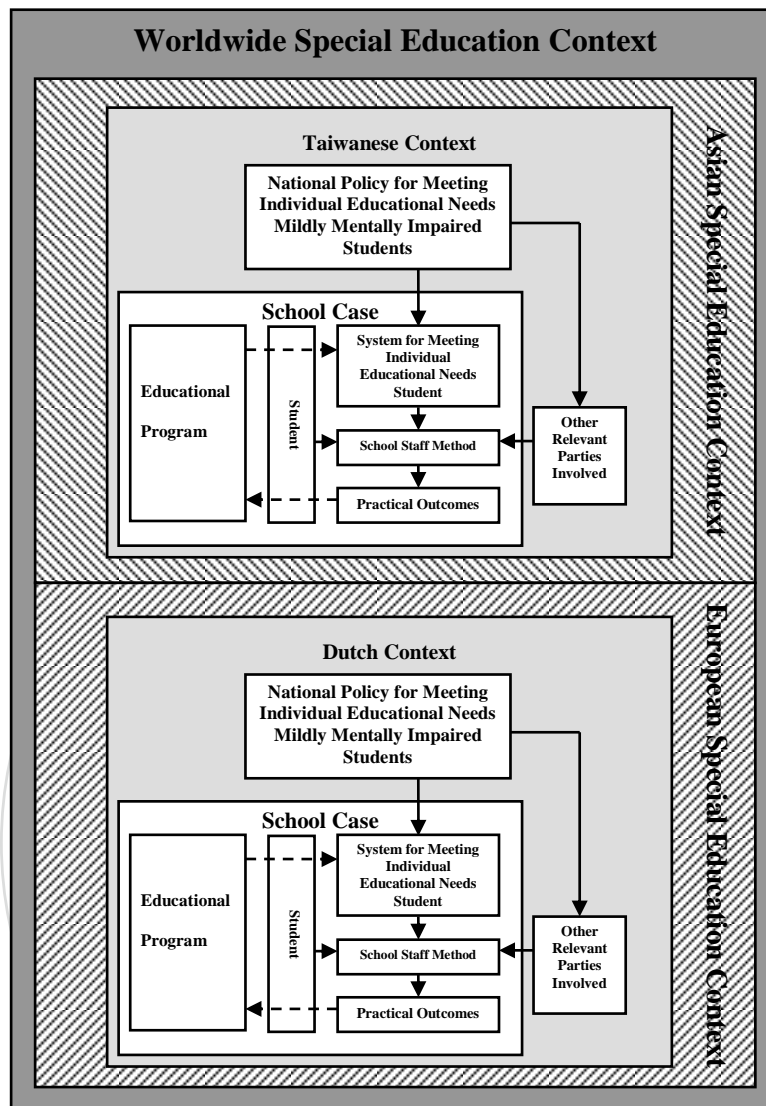 Worldwide Special Education Context
Asian Special Education Context
Taiwanese Context
National Policy for Meeting
Individual Educational Needs
Mildly Mentally Impaired
Students
School Case
Educational
Program
Student
System for Meeting
Individual
Educational Needs
Student
School Staff Method
Practical Outcomes
Other
Relevant
Parties
Involved
European Special Education Context
Dutch Context
National Policy for Meeting
Individual Educational Needs
Mildly Mentally Impaired
Students
School Case
Educational
Program
Student
System for Meeting
Individual
Educational Needs
Student
School Staff Method
Practical Outcomes
Other
Relevant
Parties
Involved